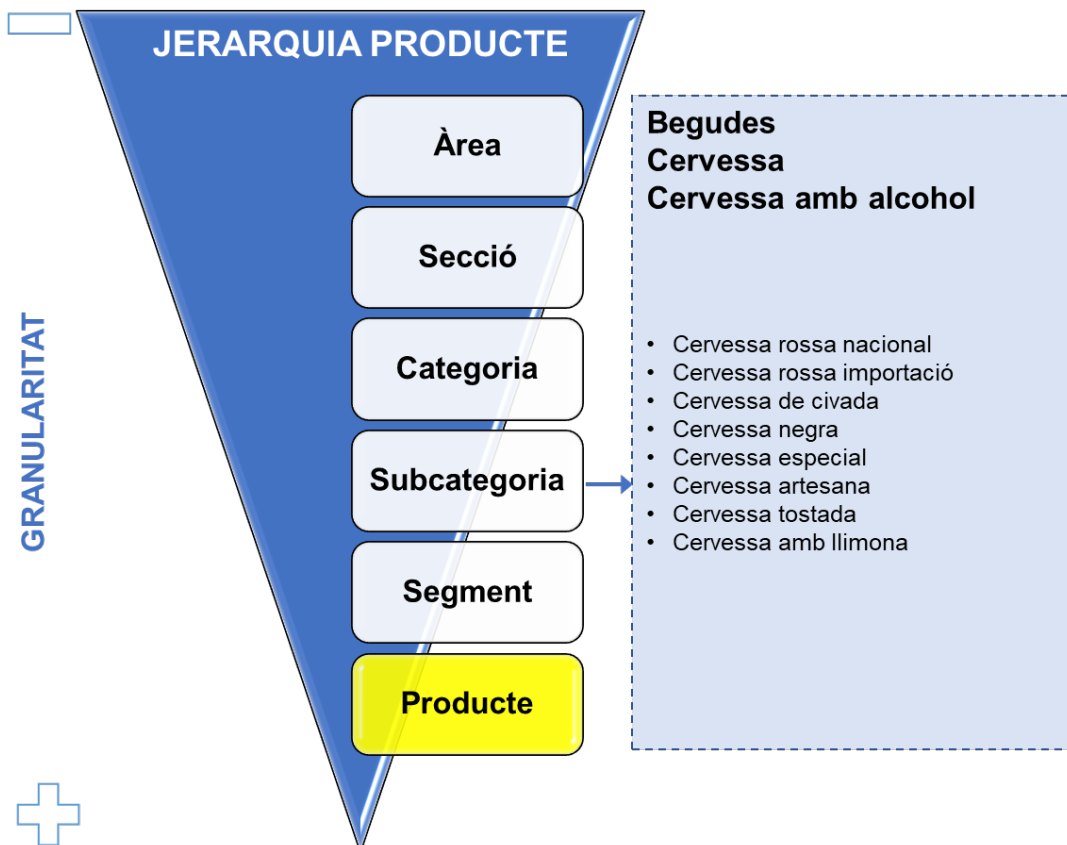 JERARQUIA PRODUCTE
Àrea
Secció
Categoria
Subcategoria
Segment
Producte
GRANULARITAT
Begudes
Cervessa
Cervessa amb alcohol
• Cervessa rossa nacional
• Cervessa rossa importació
• Cervessa de civada
• Cervessa negra
• Cervessa especial
• Cervessa artesana
• Cervessa tostada
• Cervessa amb llimona